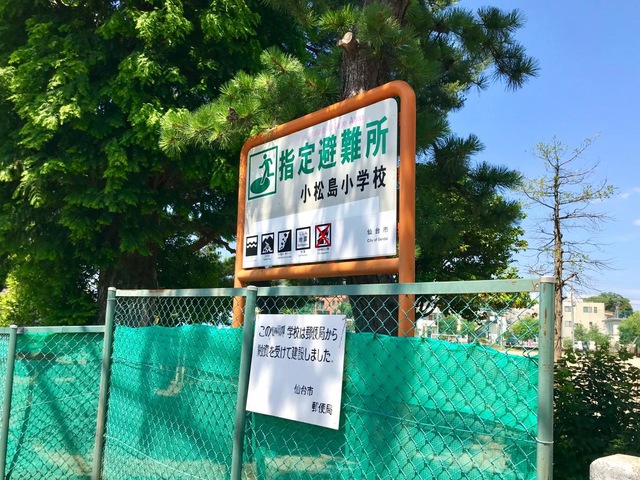 指定避難所
小松島小学校
仙台市
City of Sendai
この 学校は郵便局から
融資を受けて建設しました。
仙台市
郵便局